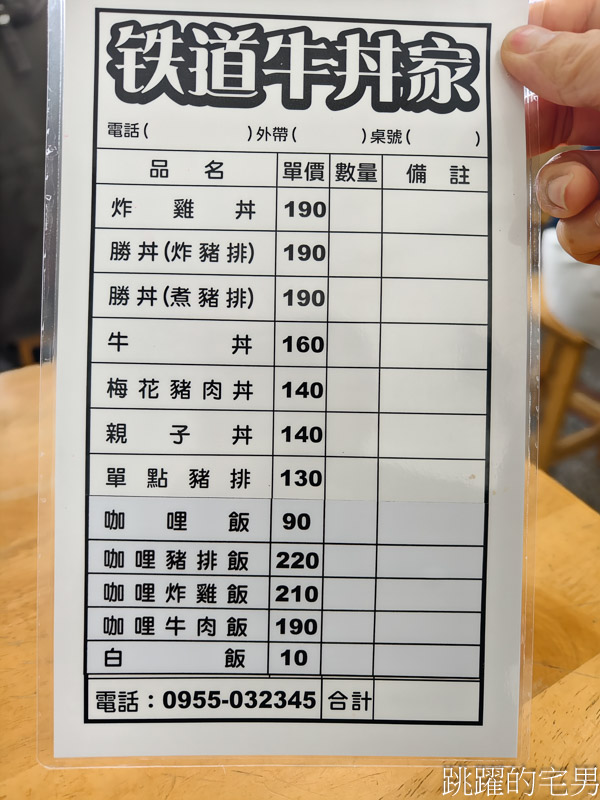 铁道牛丼家
電話( )外帶( )桌號( )
品名 單價 數量 備註
炸雞丼 190
勝丼(炸豬排) 190
勝丼(煮豬排) 190
牛丼 160
梅花豬肉丼 140
親子丼 140
單點豬排 130
咖哩飯 90
咖哩豬排飯 220
咖哩炸雞飯 210
咖哩牛肉飯 190
白飯 10
電話：0955-032345 合計
跳躍的宅男